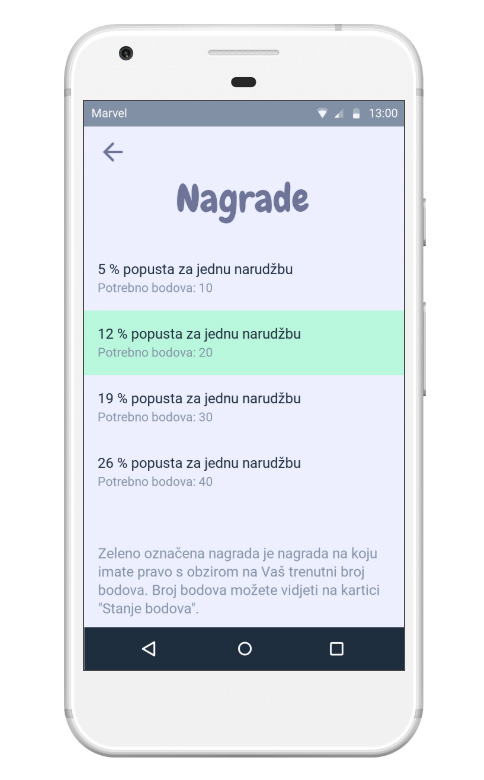 Marvel 13:00
Nagrade
5 % popusta za jednu narudžbu
Potrebno bodova: 10
12 % popusta za jednu narudžbu
Potrebno bodova: 20
19 % popusta za jednu narudžbu
Potrebno bodova: 30
26 % popusta za jednu narudžbu
Potrebno bodova: 40
Zeleno označena nagrada je nagrada na koju
imate pravo s obzirom na Vaš trenutni broj
bodova. Broj bodova možete vidjeti na kartici
"Stanje bodova".